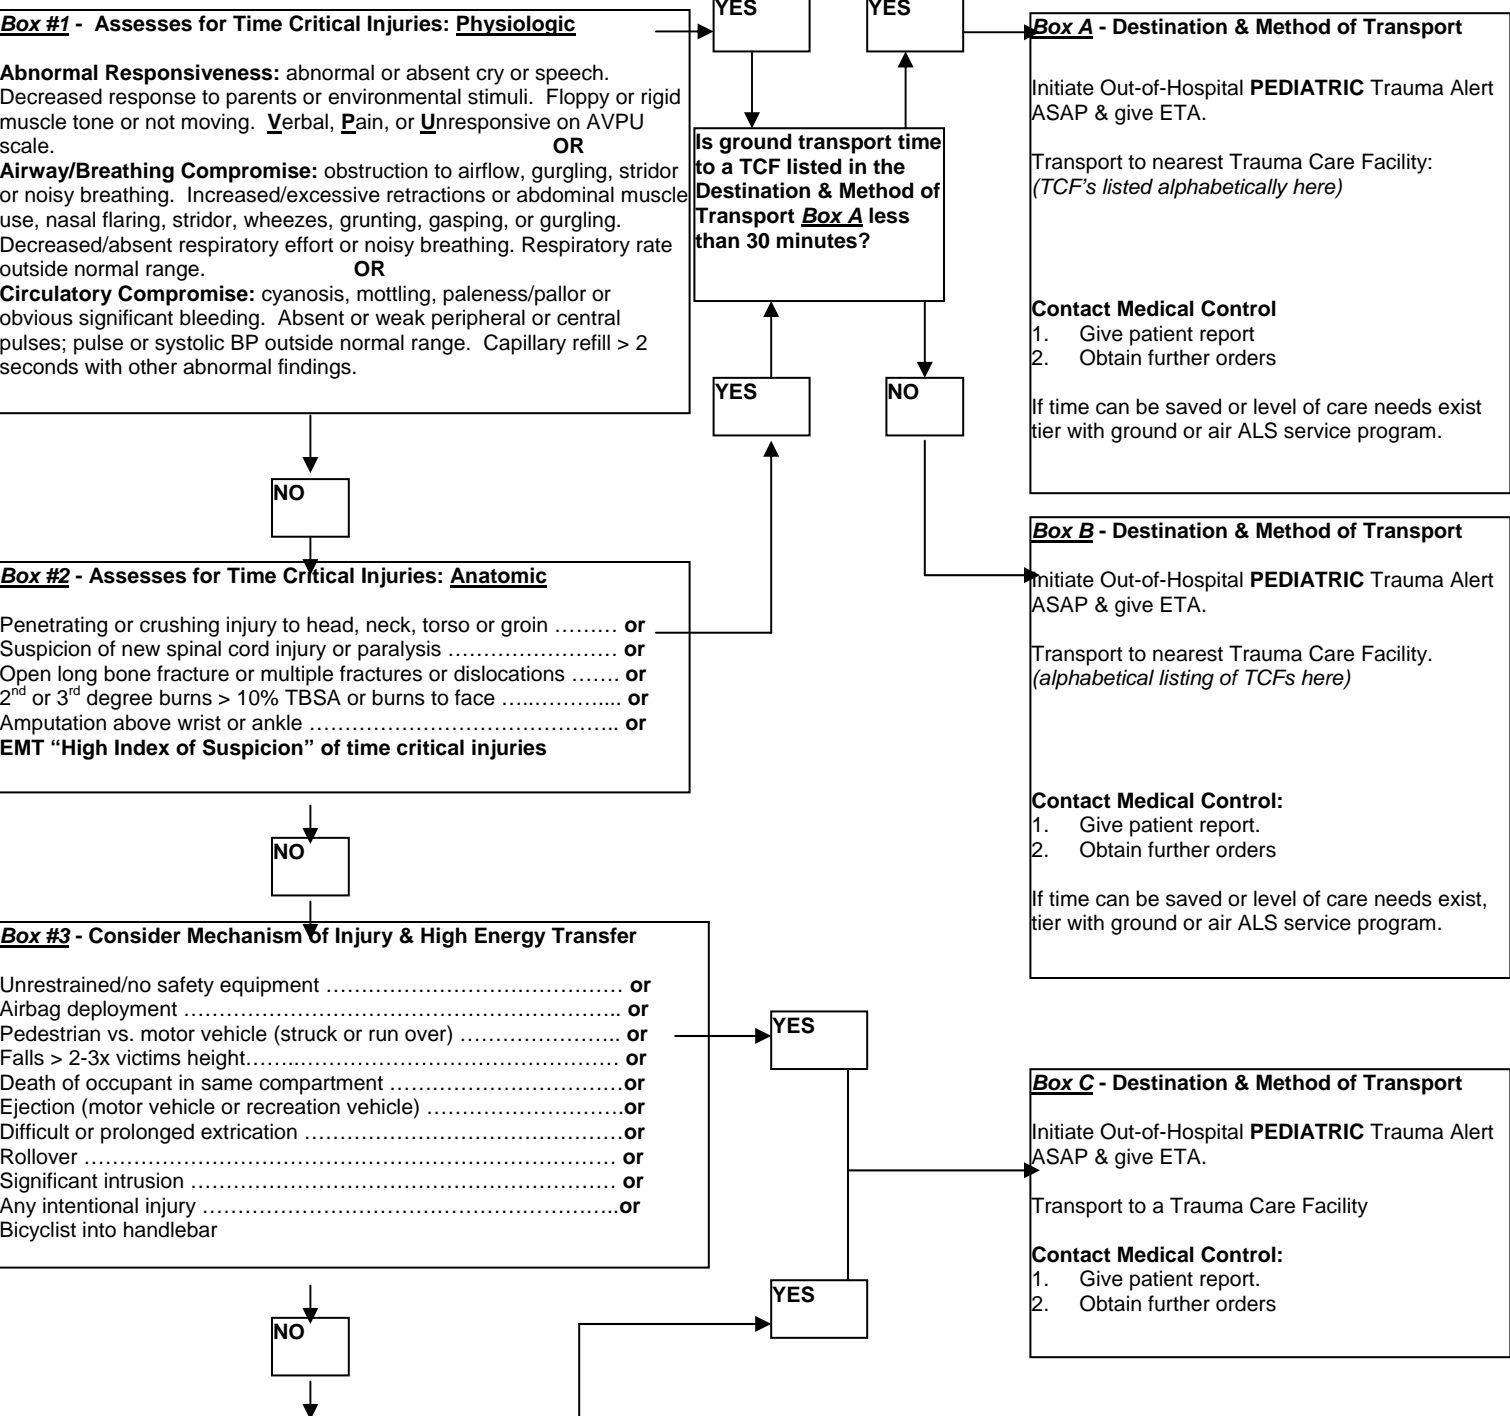 Box #1 - Assesses for Time Critical Injuries: Physiologic
Abnormal Responsiveness: abnormal or absent cry or speech.
Decreased response to parents or environmental stimuli. Floppy or rigid
muscle tone or not moving. Verbal, Pain, or Unresponsive on AVPU
scale. OR
Airway/Breathing Compromise: obstruction to airflow, gurgling, stridor
or noisy breathing. Increased/excessive retractions or abdominal muscle
use, nasal flaring, stridor, wheezes, grunting, gasping, or gurgling.
Decreased/absent respiratory effort or noisy breathing. Respiratory rate
outside normal range. OR
Circulatory Compromise: cyanosis, mottling, paleness/pallor or
obvious significant bleeding. Absent or weak peripheral or central
pulses; pulse or systolic BP outside normal range. Capillary refill > 2
seconds with other abnormal findings.
YES
YES
Is ground transport time
to a TCF listed in the
Destination & Method of
Transport Box A less
than 30 minutes?
YES
NO
Box A - Destination & Method of Transport
Initiate Out-of-Hospital PEDIATRIC Trauma Alert
ASAP & give ETA.
Transport to nearest Trauma Care Facility:
(TCF's listed alphabetically here)
Contact Medical Control
1. Give patient report
2. Obtain further orders
If time can be saved or level of care needs exist
tier with ground or air ALS service program.
NO
Box #2 - Assesses for Time Critical Injuries: Anatomic
Penetrating or crushing injury to head, neck, torso or groin ……… or
Suspicion of new spinal cord injury or paralysis …………………… or
Open long bone fracture or multiple fractures or dislocations ……. or
2nd or 3rd degree burns > 10% TBSA or burns to face …..……….... or
Amputation above wrist or ankle ………………………………….. or
EMT “High Index of Suspicion” of time critical injuries
Box B - Destination & Method of Transport
Initiate Out-of-Hospital PEDIATRIC Trauma Alert
ASAP & give ETA.
Transport to nearest Trauma Care Facility.
(alphabetical listing of TCFs here)
Contact Medical Control:
1. Give patient report.
2. Obtain further orders
If time can be saved or level of care needs exist,
tier with ground or air ALS service program.
NO
Box #3 - Consider Mechanism of Injury & High Energy Transfer
Unrestrained/no safety equipment …………………………………… or
Airbag deployment …………………………………………………….. or
Pedestrian vs. motor vehicle (struck or run over) ………………….. or
Falls > 2-3x victims height…….……………………………………… or
Death of occupant in same compartment ……………………………or
Ejection (motor vehicle or recreation vehicle) ……………………….or
Difficult or prolonged extrication ………………………………………or
Rollover ………………………………………………………………… or
Significant intrusion …………………………………………………… or
Any intentional injury …………………………………………………..or
Bicyclist into handlebar
YES
Box C - Destination & Method of Transport
Initiate Out-of-Hospital PEDIATRIC Trauma Alert
ASAP & give ETA.
Transport to a Trauma Care Facility
Contact Medical Control:
1. Give patient report.
2. Obtain further orders
YES
NO